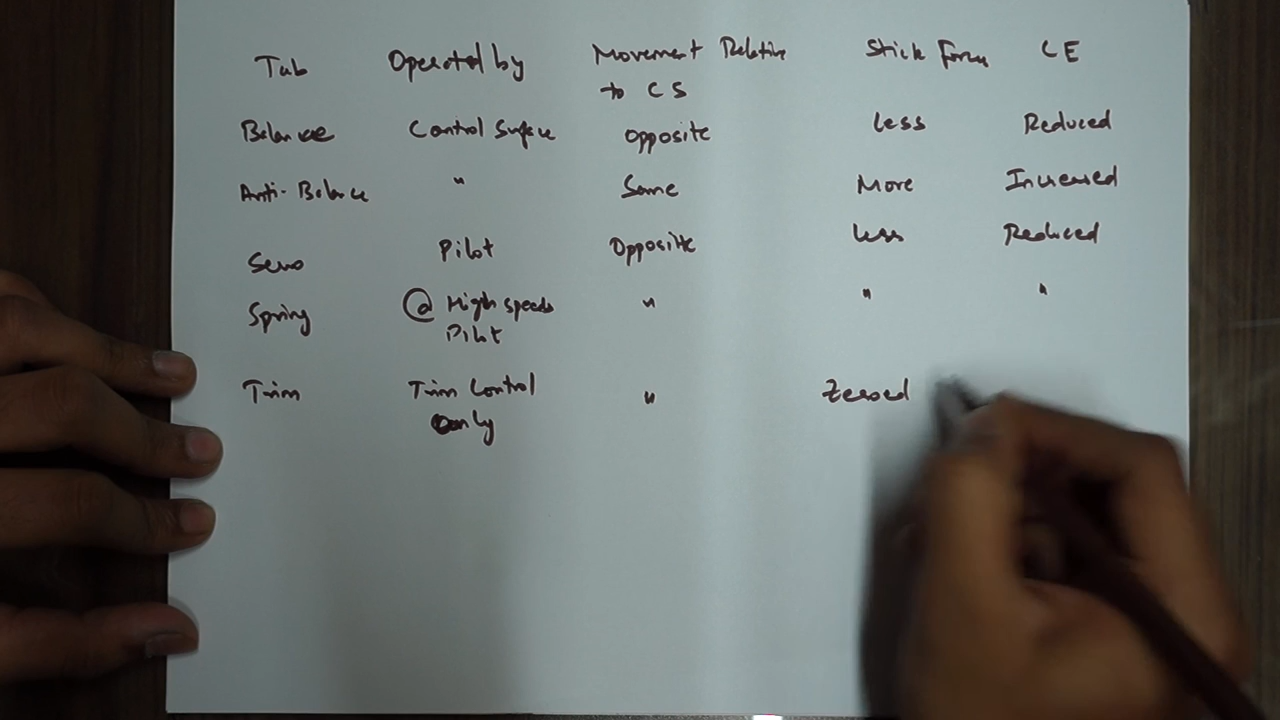 Tab Operated by Movement Relative Stick Force CE
to CS
Balance Control Surface Opposite Less Reduced
Anti-Balance " Same More Increased
Servo Pilot Opposite Less Reduced
Spring @ High speeds " " "
Pilot
Trim Trim Control " Zeroed
Only